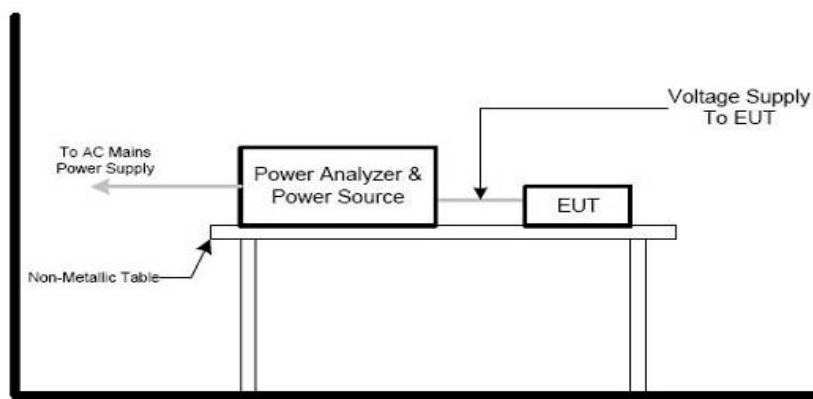 Voltage Supply
To EUT
To AC Mains
Power Supply
Power Analyzer &
Power Source
EUT
Non-Metallic Table